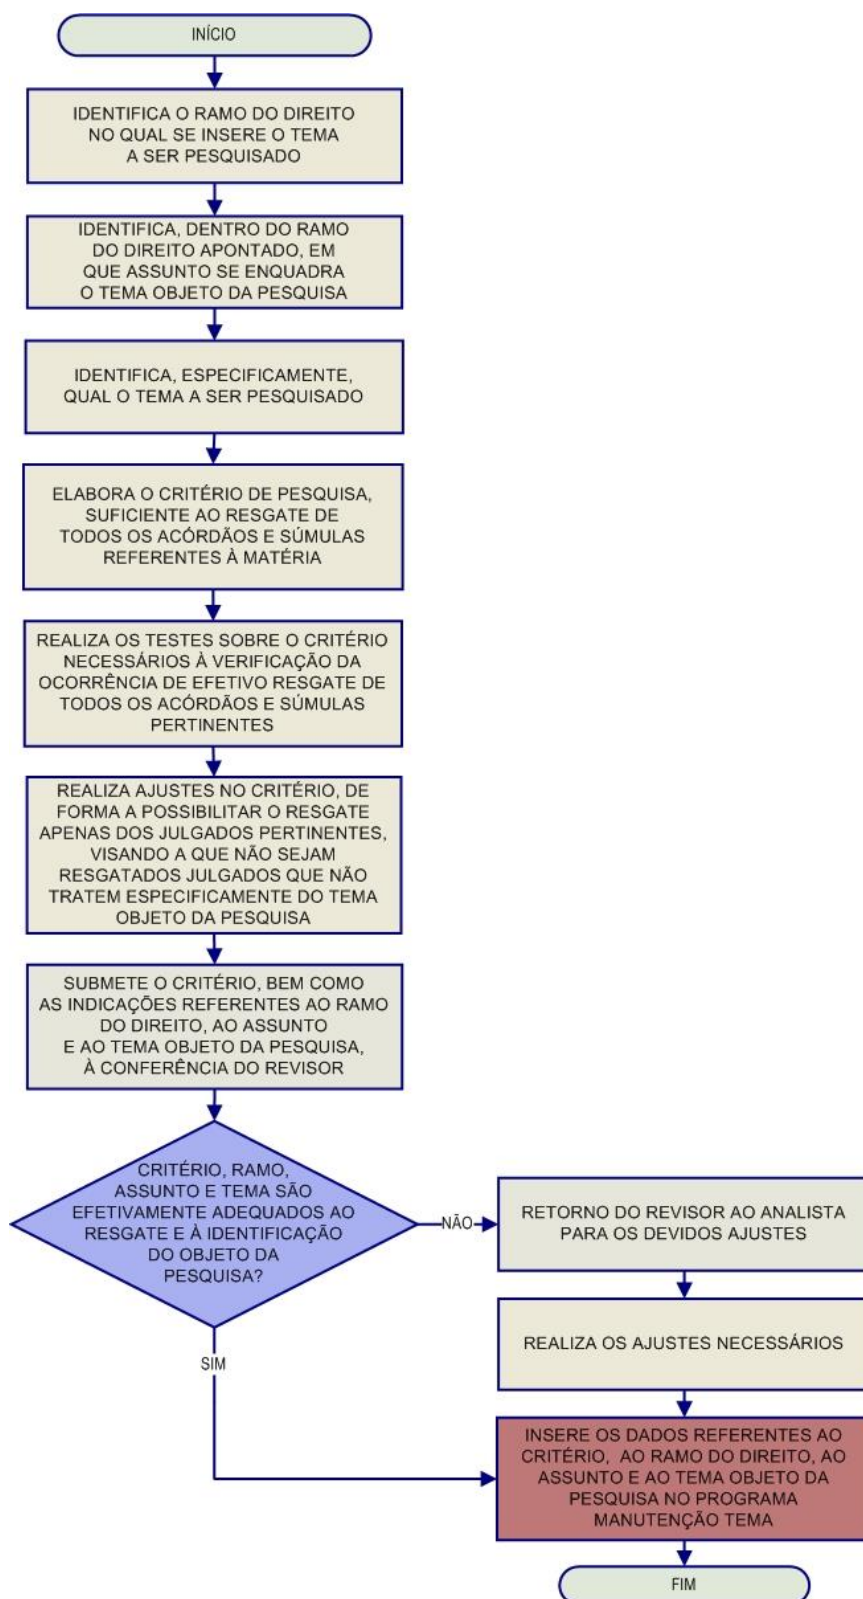 INÍCIO
IDENTIFICA O RAMO DO DIREITO
NO QUAL SE INSERE O TEMA
A SER PESQUISADO
IDENTIFICA, DENTRO DO RAMO
DO DIREITO APONTADO, EM
QUE ASSUNTO SE ENQUADRA
O TEMA OBJETO DA PESQUISA
IDENTIFICA, ESPECIFICAMENTE,
QUAL O TEMA A SER PESQUISADO
ELABORA O CRITÉRIO DE PESQUISA,
SUFICIENTE AO RESGATE DE
TODOS OS ACÓRDÃOS E SÚMULAS
REFERENTES À MATÉRIA
REALIZA OS TESTES SOBRE O CRITÉRIO
NECESSÁRIOS À VERIFICAÇÃO DA
OCORRÊNCIA DE EFETIVO RESGATE DE
TODOS OS ACÓRDÃOS E SÚMULAS
PERTINENTES
REALIZA AJUSTES NO CRITÉRIO, DE
FORMA A POSSIBILITAR O RESGATE
APENAS DOS JULGADOS PERTINENTES,
VISANDO A QUE NÃO SEJAM
RESGATADOS JULGADOS QUE NÃO
TRATEM ESPECIFICAMENTE DO TEMA
OBJETO DA PESQUISA
SUBMETE O CRITÉRIO, BEM COMO
AS INDICAÇÕES REFERENTES AO RAMO
DO DIREITO, AO ASSUNTO
E AO TEMA OBJETO DA PESQUISA,
À CONFERÊNCIA DO REVISOR
CRITÉRIO, RAMO,
ASSUNTO E TEMA SÃO
EFETIVAMENTE ADEQUADOS AO
RESGATE E À IDENTIFICAÇÃO
DO OBJETO DA
PESQUISA?
NÃO
RETORNO DO REVISOR AO ANALISTA
PARA OS DEVIDOS AJUSTES
REALIZA OS AJUSTES NECESSÁRIOS
SIM
INSERE OS DADOS REFERENTES AO
CRITÉRIO, AO RAMO DO DIREITO, AO
ASSUNTO E AO TEMA OBJETO DA
PESQUISA NO PROGRAMA
MANUTENÇÃO TEMA
FIM